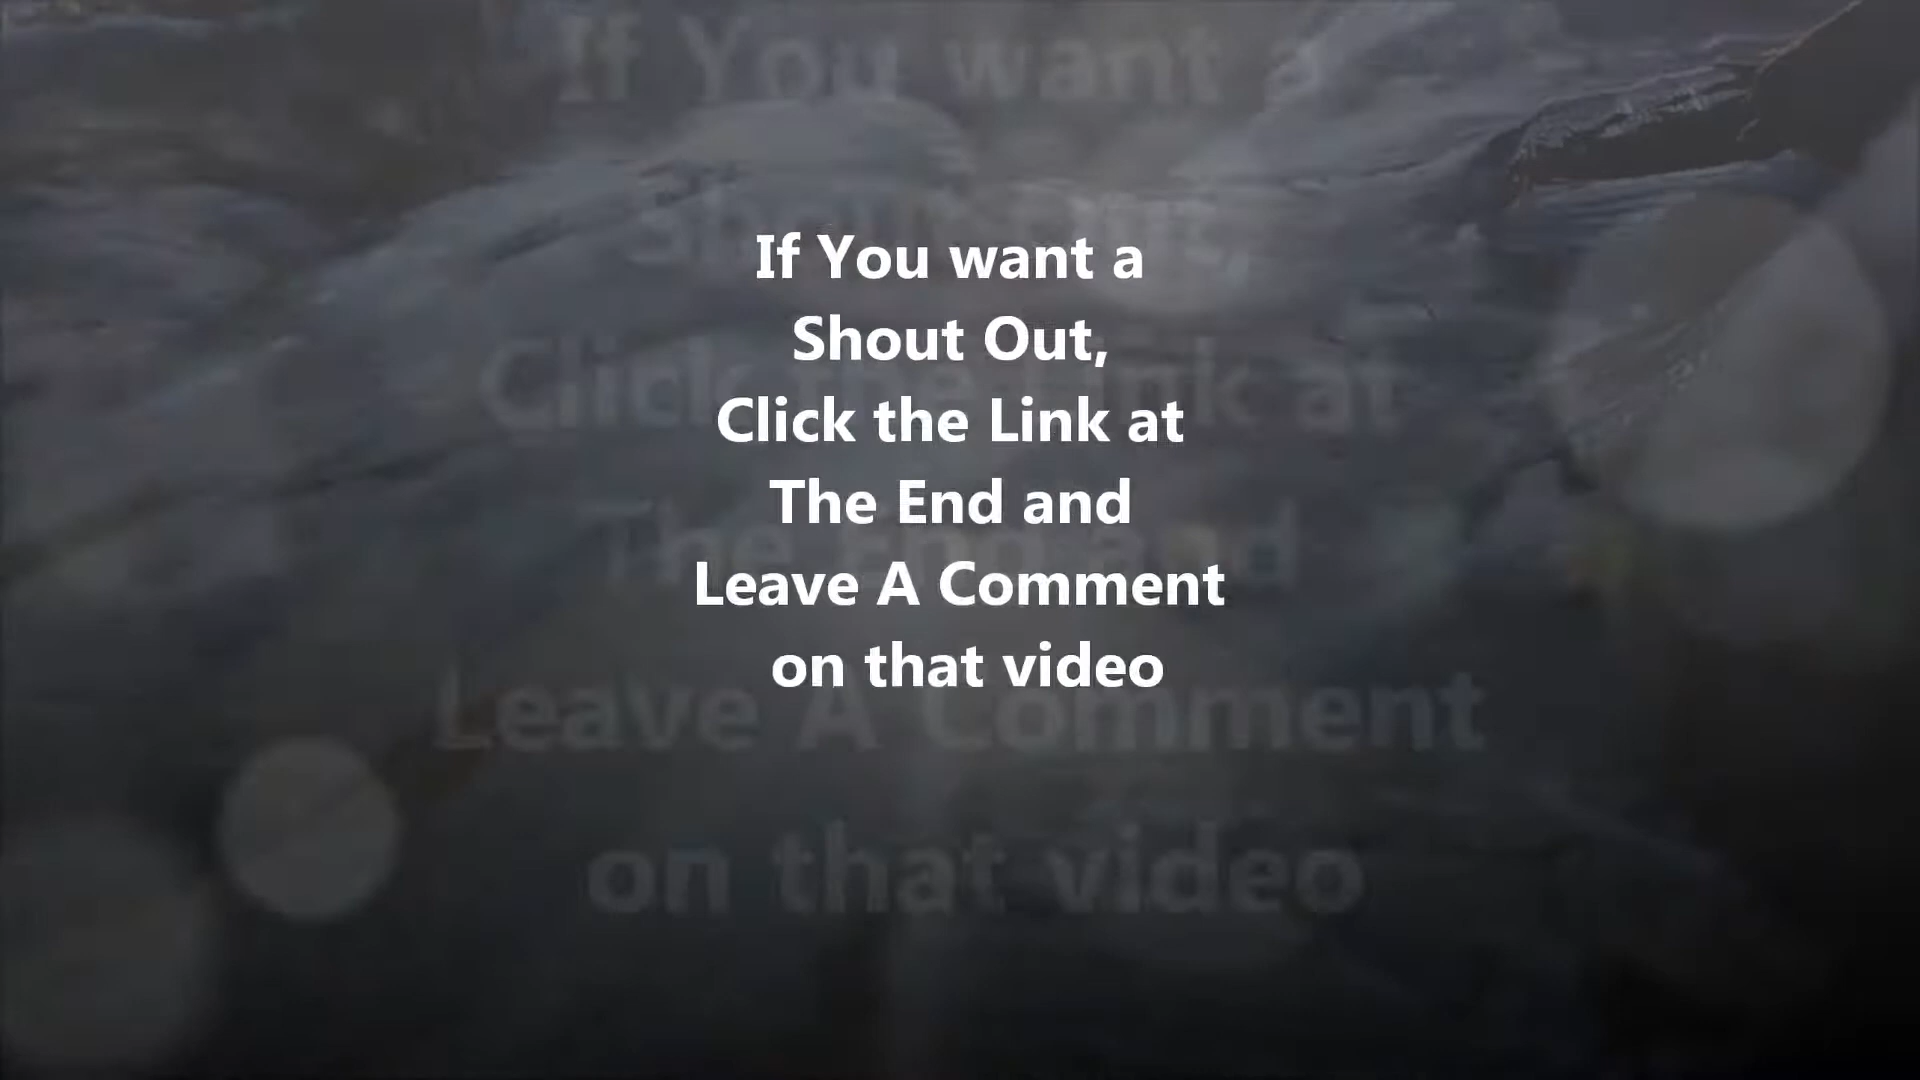 If You want a
Shout Out,
Click the Link at
The End and
Leave A Comment
on that video